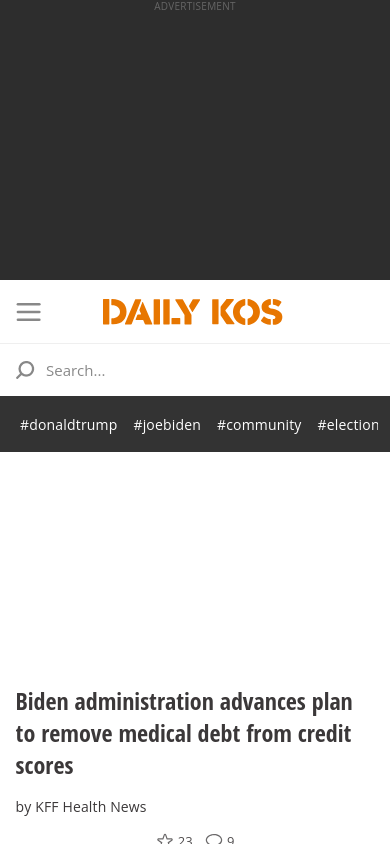 ADVERTISEMENT
DAILY KOS
Search...
#donaldtrump #joebiden #community #election
Biden administration advances plan
to remove medical debt from credit
scores
by KFF Health News
23 9